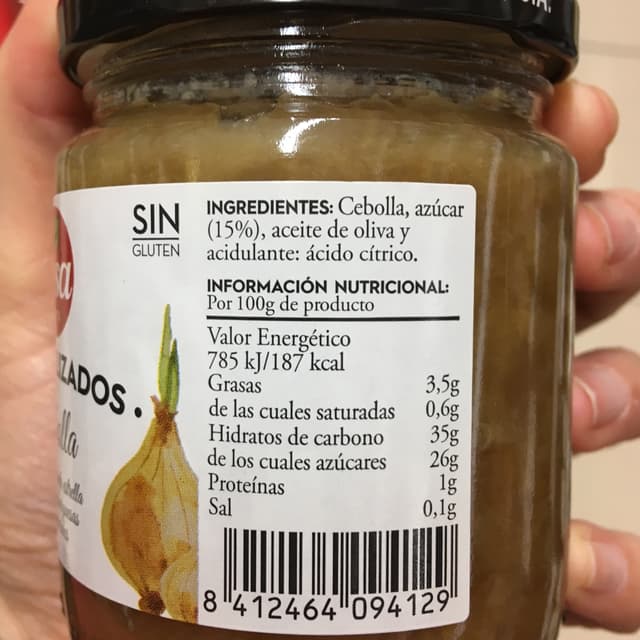 SIN
GLUTEN
INGREDIENTES: Cebolla, azúcar
(15%), aceite de oliva y
acidulante: ácido cítrico.
INFORMACIÓN NUTRICIONAL:
Por 100g de producto
Valor Energético
785 kJ/187 kcal
Grasas 3,5g
de las cuales saturadas 0,6g
Hidratos de carbono 35g
de los cuales azúcares 26g
Proteínas 1g
Sal 0,1g
8 412464 094129